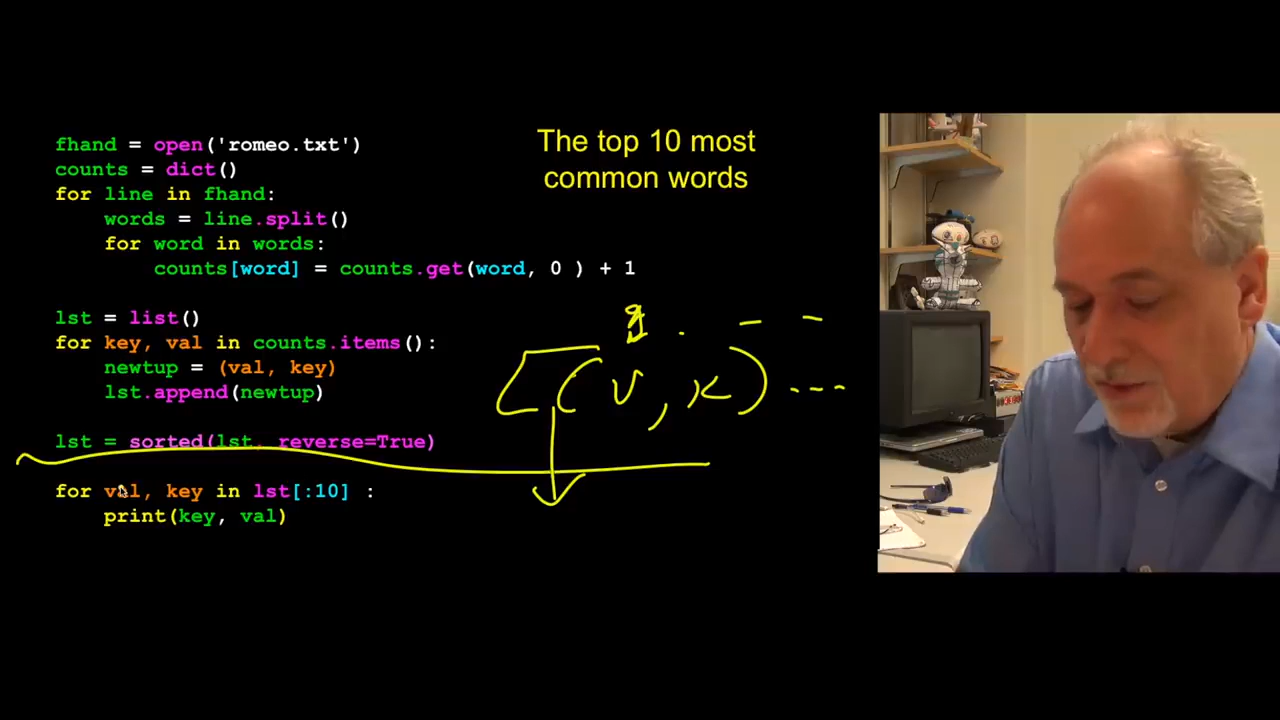 fhand = open('romeo.txt')
counts = dict()
for line in fhand:
    words = line.split()
    for word in words:
        counts[word] = counts.get(word, 0 ) + 1
lst = list()
for key, val in counts.items():
    newtup = (val, key)
    lst.append(newtup)
lst = sorted(lst, reverse=True)
for val, key in lst[:10] :
    print(key, val)
The top 10 most
common words
[(v, k) ...